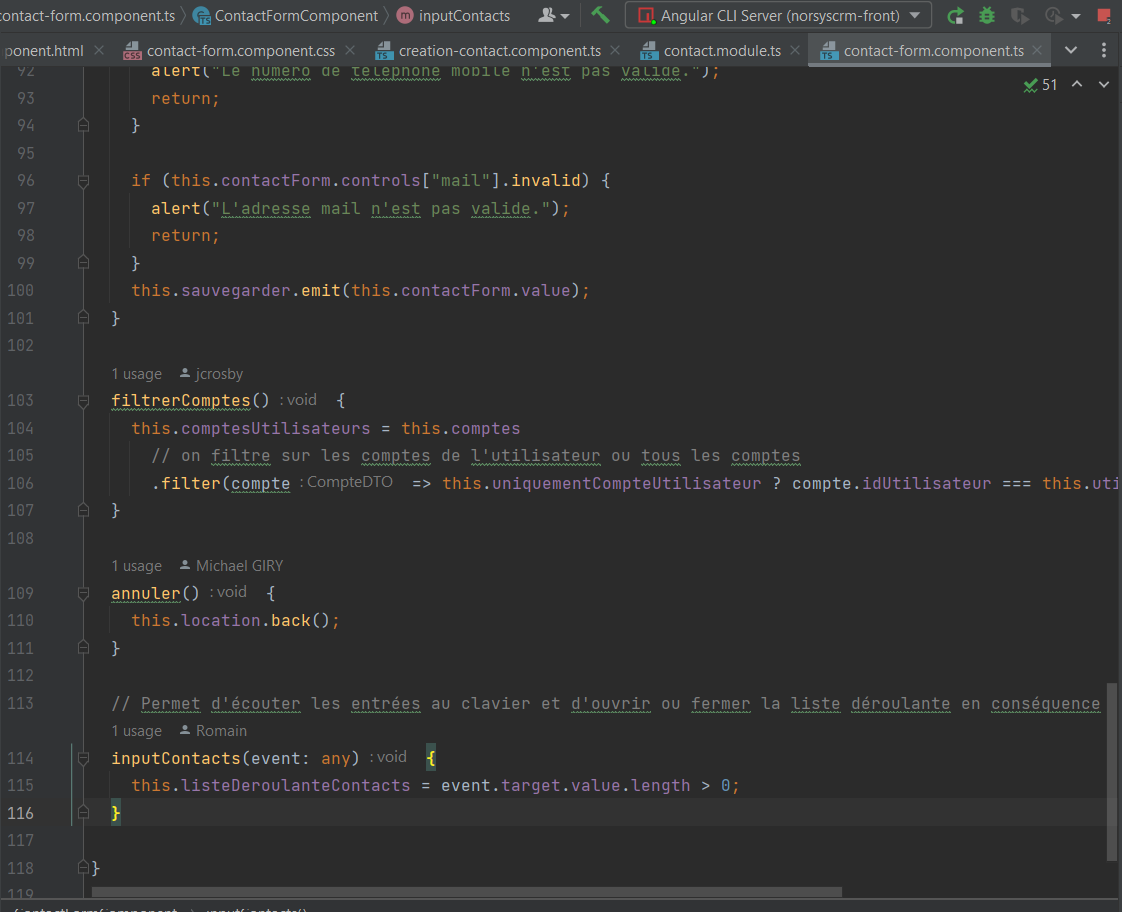 contact-form.component.ts ContactFormComponent inputContacts Angular CLI Server (norsyscrm-front)
ponent.html contact-form.component.css creation-contact.component.ts contact.module.ts contact-form.component.ts
92 alert("Le numéro de téléphone mobile n'est pas valide.");
51
93 return;
94 }
95
96 if (this.contactForm.controls["mail"].invalid) {
97 alert("L'adresse mail n'est pas valide.");
98 return;
99 }
100 this.sauvegarder.emit(this.contactForm.value);
101 }
102
1 usage jcrosby
103 filtrerComptes() : void {
104 this.comptesUtilisateurs = this.comptes
105 // on filtre sur les comptes de l'utilisateur ou tous les comptes
106 .filter(compte : CompteDTO => this.uniquementCompteUtilisateur ? compte.idUtilisateur === this.uti
107 }
108
1 usage Michael GIRY
109 annuler() : void {
110 this.location.back();
111 }
112
113 // Permet d'écouter les entrées au clavier et d'ouvrir ou fermer la liste déroulante en conséquence
1 usage Romain
114 inputContacts(event: any) : void {
115 this.listeDeroulanteContacts = event.target.value.length > 0;
116 }
117
118 }
119